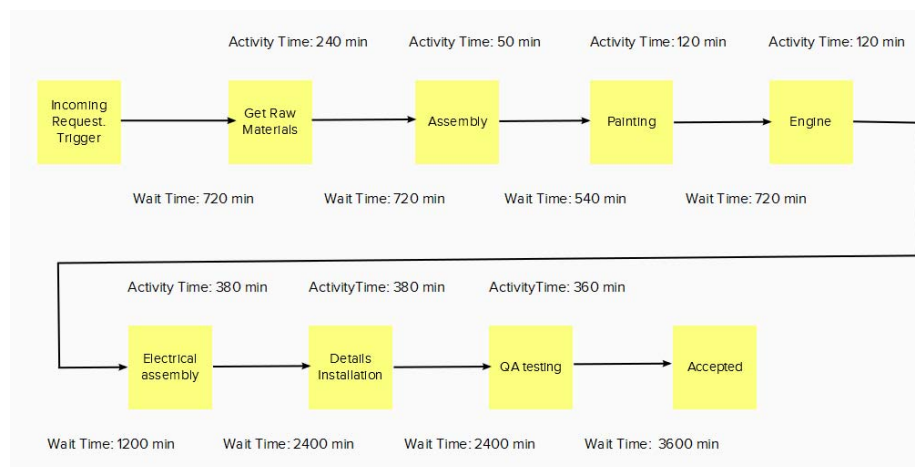 Activity Time: 240 min
Activity Time: 50 min
Activity Time: 120 min
Activity Time: 120 min
Incoming
Request.
Trigger
Get Raw
Materials
Assembly
Painting
Engine
Wait Time: 720 min
Wait Time: 720 min
Wait Time: 540 min
Wait Time: 720 min
Activity Time: 380 min
ActivityTime: 380 min
ActivityTime: 360 min
Electrical
assembly
Details
Installation
QA testing
Accepted
Wait Time: 1200 min
Wait Time: 2400 min
Wait Time: 2400 min
Wait Time: 3600 min